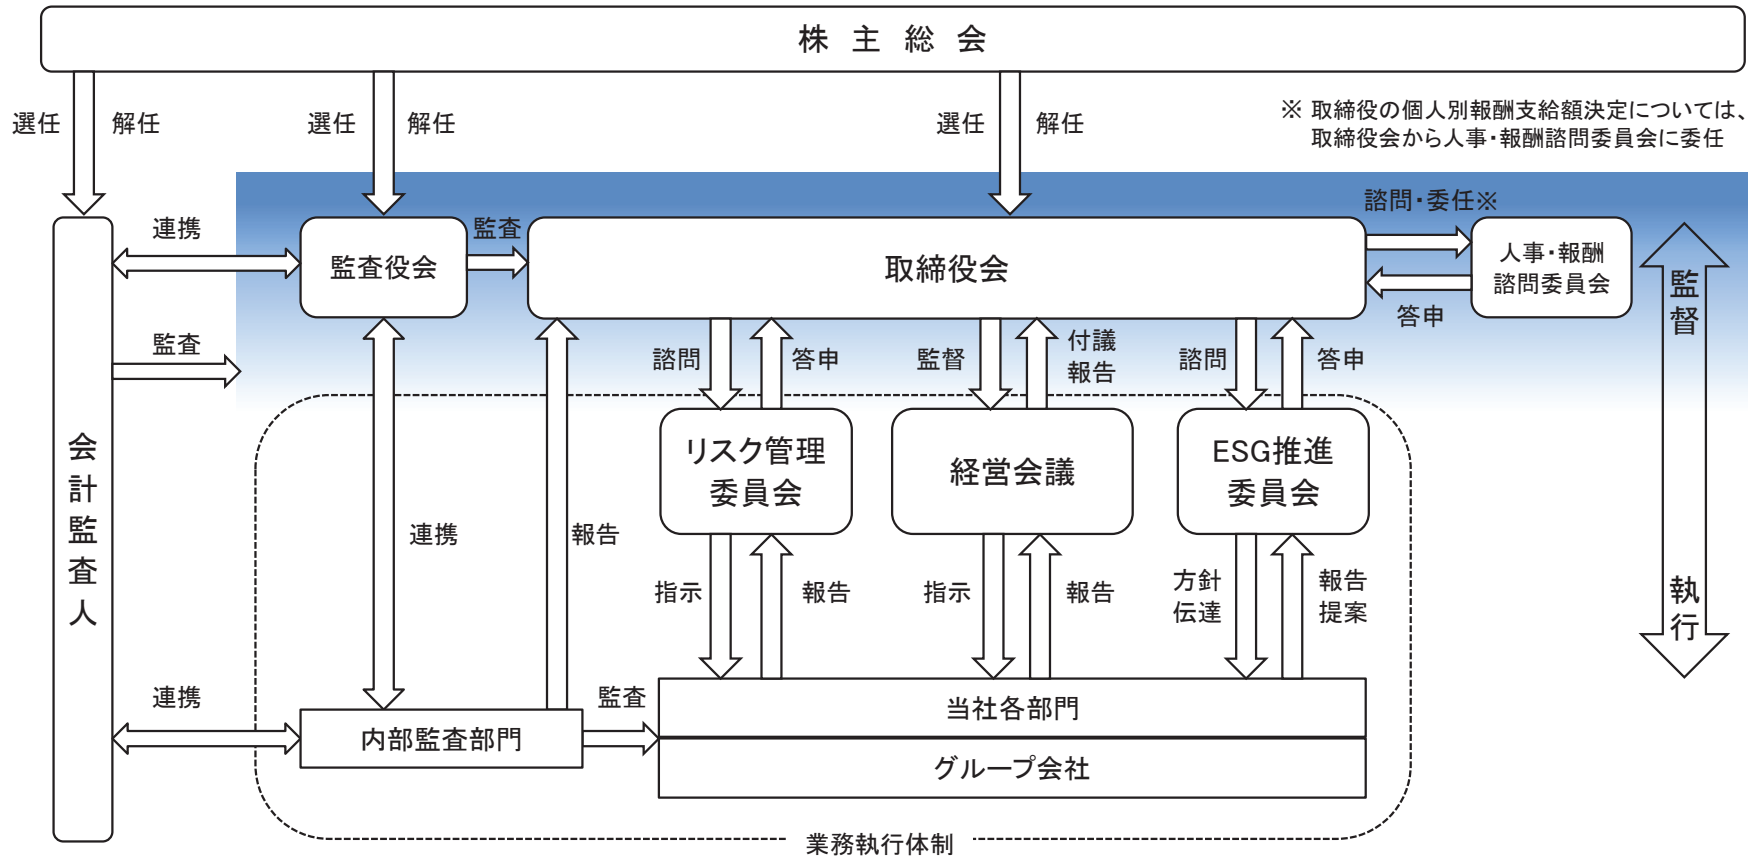 株主総会
選任
解任
選任
解任
選任
解任
※ 取締役の個人別報酬支給額決定については、
取締役会から人事・報酬諮問委員会に委任
連携
監査役会
監査
取締役会
諮問・委任※
人事・報酬
諮問委員会
答申
監督
監査
諮問
答申
監督
付議
報告
諮問
答申
会計監査人
リスク管理
委員会
経営会議
ESG推進
委員会
連携
報告
指示
報告
指示
報告
方針
伝達
報告
提案
執行
連携
内部監査部門
監査
当社各部門
グループ会社
業務執行体制